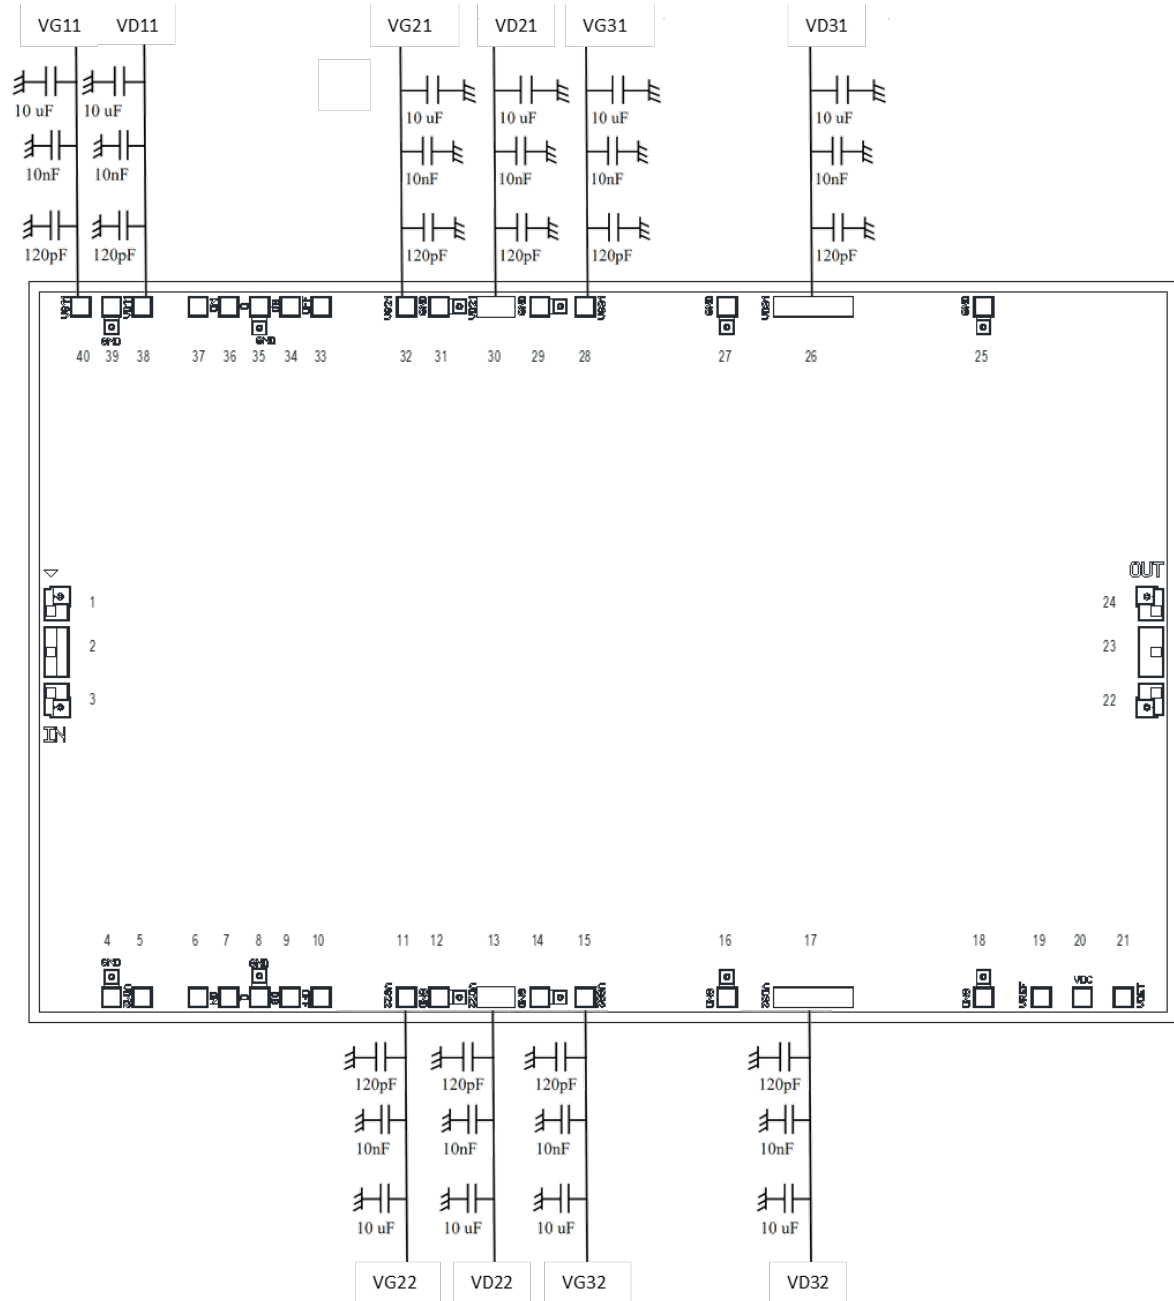 VG11 VD11 VG21 VD21 VG31 VD31
10 uF 10 uF 10 uF 10 uF 10 uF 10 uF
10nF 10nF 10nF 10nF 10nF 10nF
120pF 120pF 120pF 120pF 120pF 120pF
40 39 38 37 36 35 34 33 32 31 30 29 28 27 26 25
OUT
1 24
2 23
3 22
IN
4 5 6 7 8 9 10 11 12 13 14 15 16 17 18 19 20 21
VREF VDET
120pF 120pF 120pF 120pF
10nF 10nF 10nF 10nF
10 uF 10 uF 10 uF 10 uF
VG22 VD22 VG32 VD32